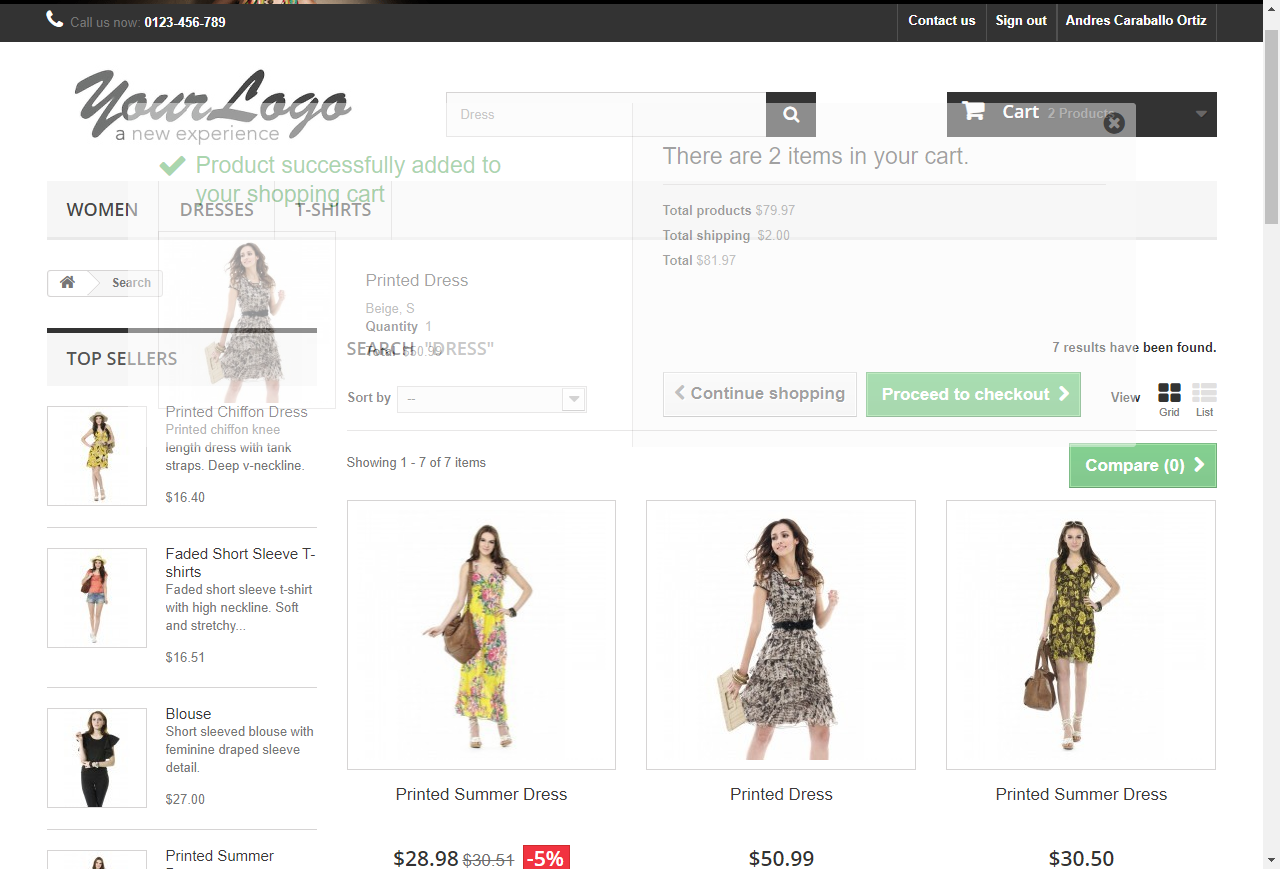 Call us now: 0123-456-789
Contact us
Sign out
Andres Caraballo Ortiz
YourLogo
a new experience
Dress
Cart 2 Products
Product successfully added to
your shopping cart
There are 2 items in your cart.
WOMEN
DRESSES
T-SHIRTS
Total products $79.97
Total shipping $2.00
Total $81.97
Search
Printed Dress
Beige, S
Quantity 1
Total $50.99
SEARCH "DRESS"
7 results have been found.
TOP SELLERS
Sort by --
Continue shopping
Proceed to checkout
View
Grid
List
Showing 1 - 7 of 7 items
Compare (0)
Printed Chiffon Dress
Printed chiffon knee
length dress with tank
straps. Deep v-neckline.
$16.40
Faded Short Sleeve T-
shirts
Faded short sleeve t-shirt
with high neckline. Soft
and stretchy...
$16.51
Blouse
Short sleeved blouse with
feminine draped sleeve
detail.
$27.00
Printed Summer
Printed Summer Dress
$28.98 $30.51 -5%
Printed Dress
$50.99
Printed Summer Dress
$30.50